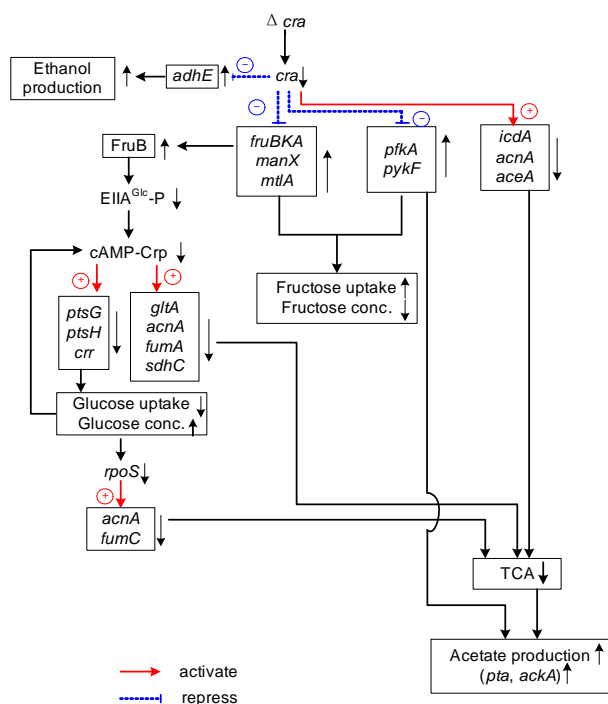 Δ cra
Ethanol
production
adhE
−
cra
−
−
+
FruB
fruBKA
manX
mtlA
pfkA
pykF
icdA
acnA
aceA
EIIA^Glc-P
cAMP-Crp
+
+
ptsG
ptsH
crr
gltA
acnA
fumA
sdhC
Fructose uptake
Fructose conc.
Glucose uptake
Glucose conc.
rpoS
+
acnA
fumC
TCA
Acetate production
(pta, ackA)
activate
repress